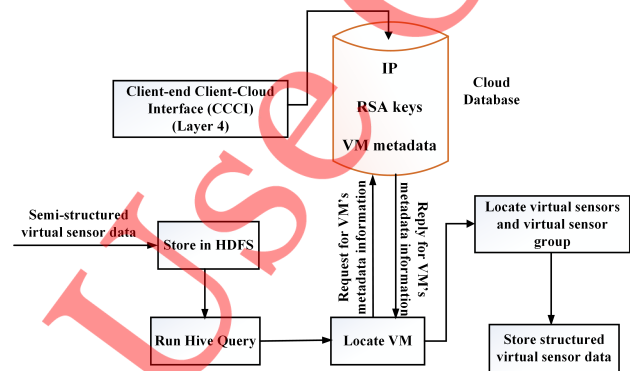 IP
RSA keys
VM metadata
Cloud
Database
Client-end Client-Cloud
Interface (CCCI)
(Layer 4)
Semi-structured
virtual sensor data
Store in HDFS
Run Hive Query
Locate VM
Request for VM's
metadata information
Reply for VM's
metadata information
Locate virtual sensors
and virtual sensor
group
Store structured
virtual sensor data
Use